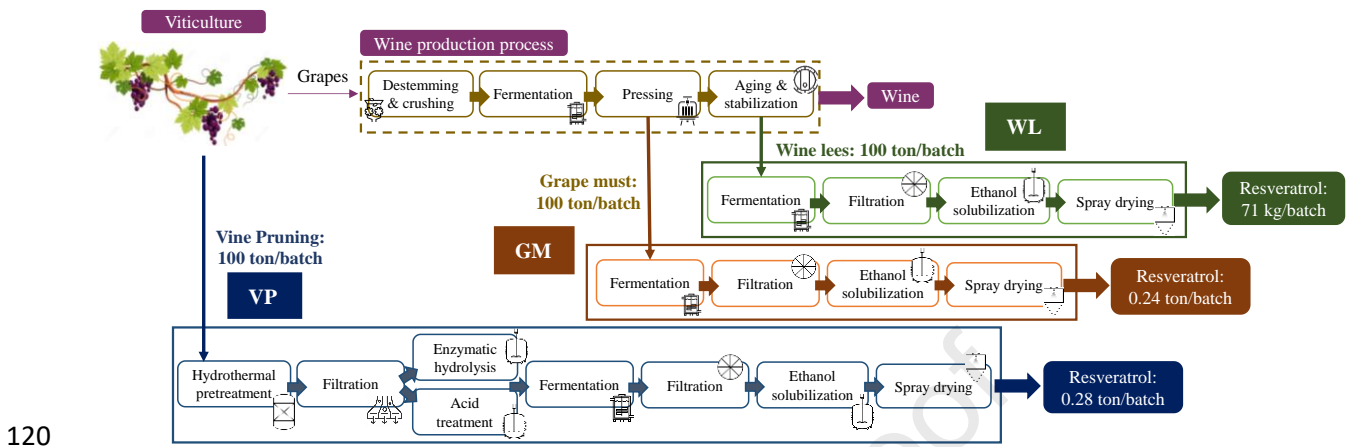 Viticulture
Wine production process
Grapes
Destemming
& crushing
Fermentation
Pressing
Aging &
stabilization
Wine
WL
Wine lees: 100 ton/batch
Grape must:
100 ton/batch
Fermentation
Filtration
Ethanol
solubilization
Spray drying
Resveratrol:
71 kg/batch
Vine Pruning:
100 ton/batch
GM
VP
Fermentation
Filtration
Ethanol
solubilization
Spray drying
Resveratrol:
0.24 ton/batch
Hydrothermal
pretreatment
Filtration
Enzymatic
hydrolysis
Acid
treatment
Fermentation
Filtration
Ethanol
solubilization
Spray drying
Resveratrol:
0.28 ton/batch
120